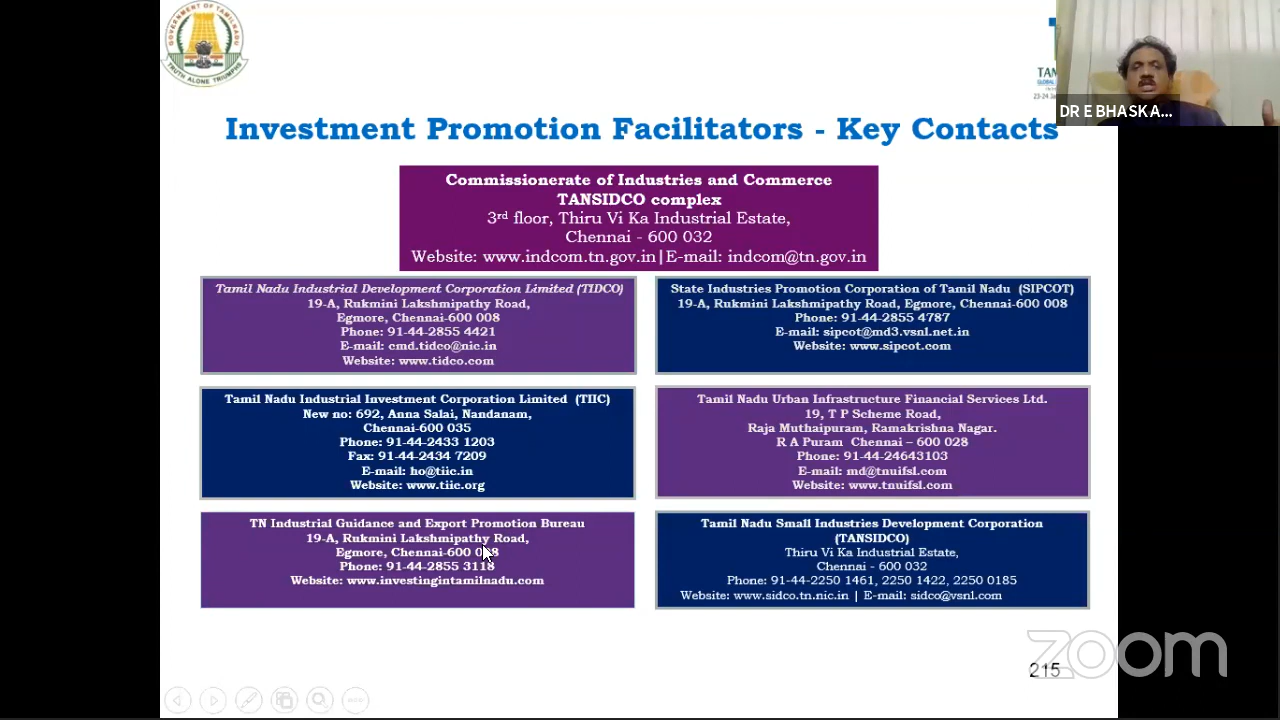 GOVERNMENT OF TAMILNADU
TRUTH ALONE TRIUMPHS
DR E BHASKA...
Investment Promotion Facilitators - Key Contacts
Commissionerate of Industries and Commerce
TANSIDCO complex
3rd floor, Thiru Vi Ka Industrial Estate,
Chennai - 600 032
Website: www.indcom.tn.gov.in|E-mail: indcom@tn.gov.in
Tamil Nadu Industrial Development Corporation Limited (TIDCO)
19-A, Rukmini Lakshmipathy Road,
Egmore, Chennai-600 008
Phone: 91-44-2855 4421
E-mail: cmd.tidco@nic.in
Website: www.tidco.com
State Industries Promotion Corporation of Tamil Nadu (SIPCOT)
19-A, Rukmini Lakshmipathy Road, Egmore, Chennai-600 008
Phone: 91-44-2855 4787
E-mail: sipcot@md3.vsnl.net.in
Website: www.sipcot.com
Tamil Nadu Industrial Investment Corporation Limited (TIIC)
New no: 692, Anna Salai, Nandanam,
Chennai-600 035
Phone: 91-44-2433 1203
Fax: 91-44-2434 7209
E-mail: ho@tiic.in
Website: www.tiic.org
Tamil Nadu Urban Infrastructure Financial Services Ltd.
19, T P Scheme Road,
Raja Muthaipuram, Ramakrishna Nagar.
R A Puram Chennai – 600 028
Phone: 91-44-24643103
E-mail: md@tnuifsl.com
Website: www.tnuifsl.com
TN Industrial Guidance and Export Promotion Bureau
19-A, Rukmini Lakshmipathy Road,
Egmore, Chennai-600 008
Phone: 91-44-2855 3118
Website: www.investingintamilnadu.com
Tamil Nadu Small Industries Development Corporation
(TANSIDCO)
Thiru Vi Ka Industrial Estate,
Chennai - 600 032
Phone: 91-44-2250 1461, 2250 1422, 2250 0185
Website: www.sidco.tn.nic.in | E-mail: sidco@vsnl.com
215
zoom